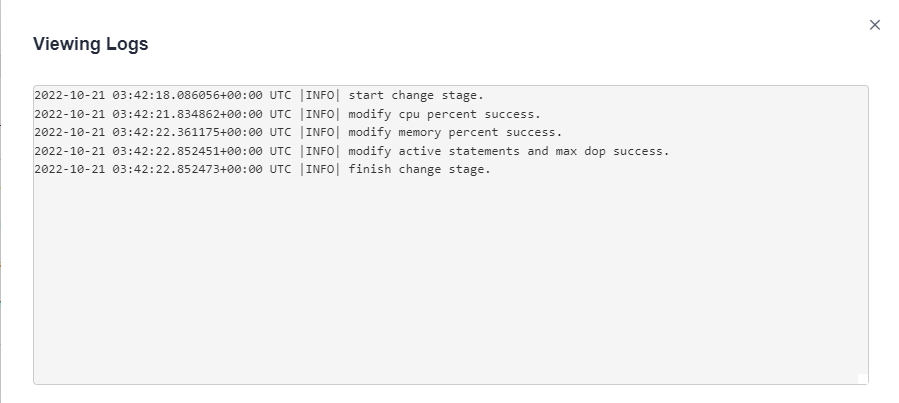 Viewing Logs
2022-10-21 03:42:18.086056+00:00 UTC |INFO| start change stage.
2022-10-21 03:42:21.834862+00:00 UTC |INFO| modify cpu percent success.
2022-10-21 03:42:22.361175+00:00 UTC |INFO| modify memory percent success.
2022-10-21 03:42:22.852451+00:00 UTC |INFO| modify active statements and max dop success.
2022-10-21 03:42:22.852473+00:00 UTC |INFO| finish change stage.